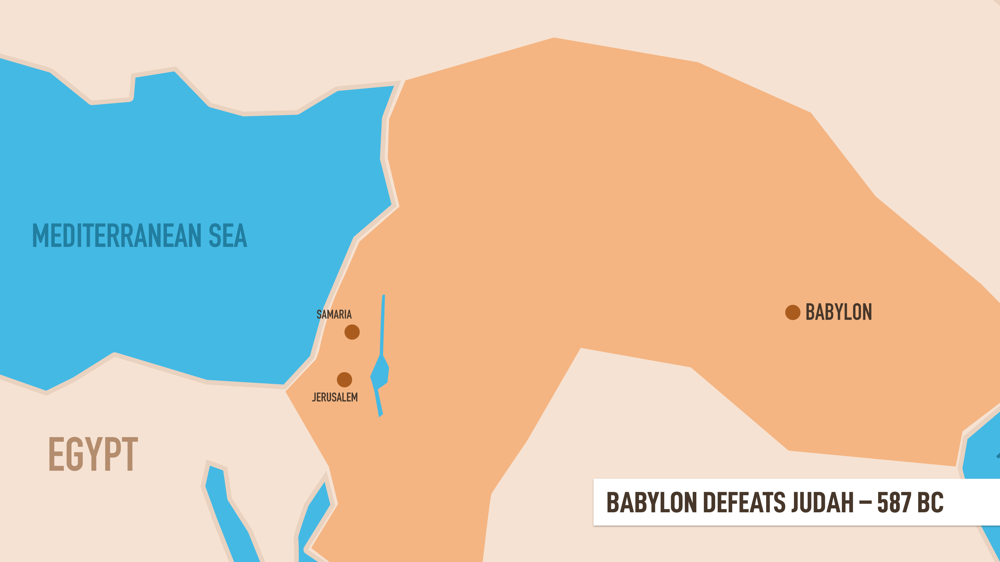 MEDITERRANEAN SEA
SAMARIA
BABYLON
JERUSALEM
EGYPT
BABYLON DEFEATS JUDAH – 587 BC